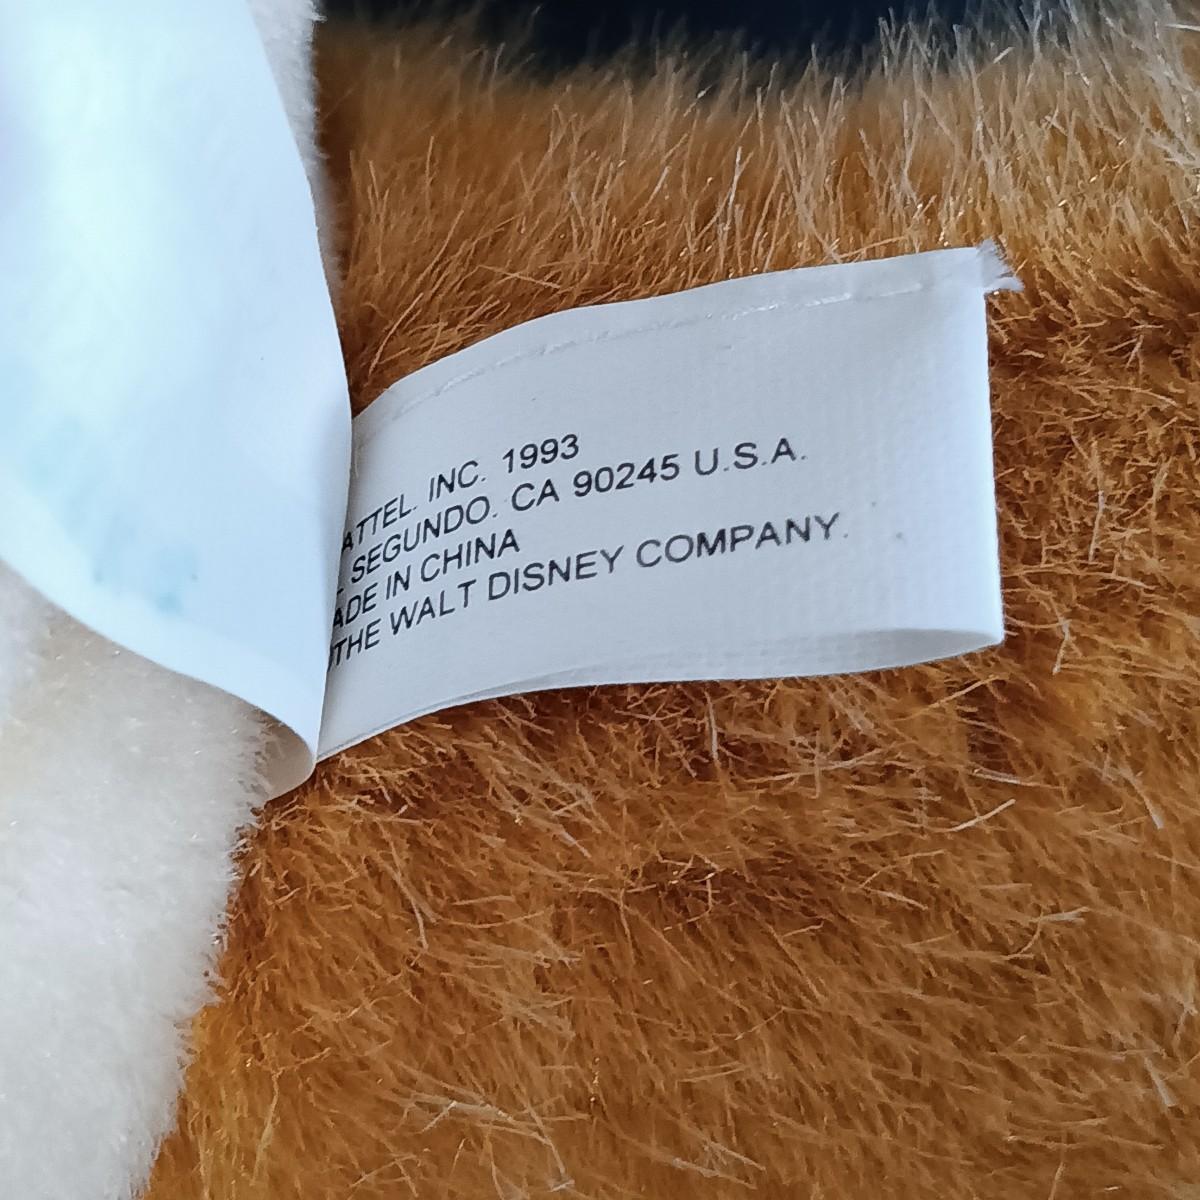 ATTEL. INC. 1993
SEGUNDO. CA 90245 U.S.A.
ADE IN CHINA
THE WALT DISNEY COMPANY.